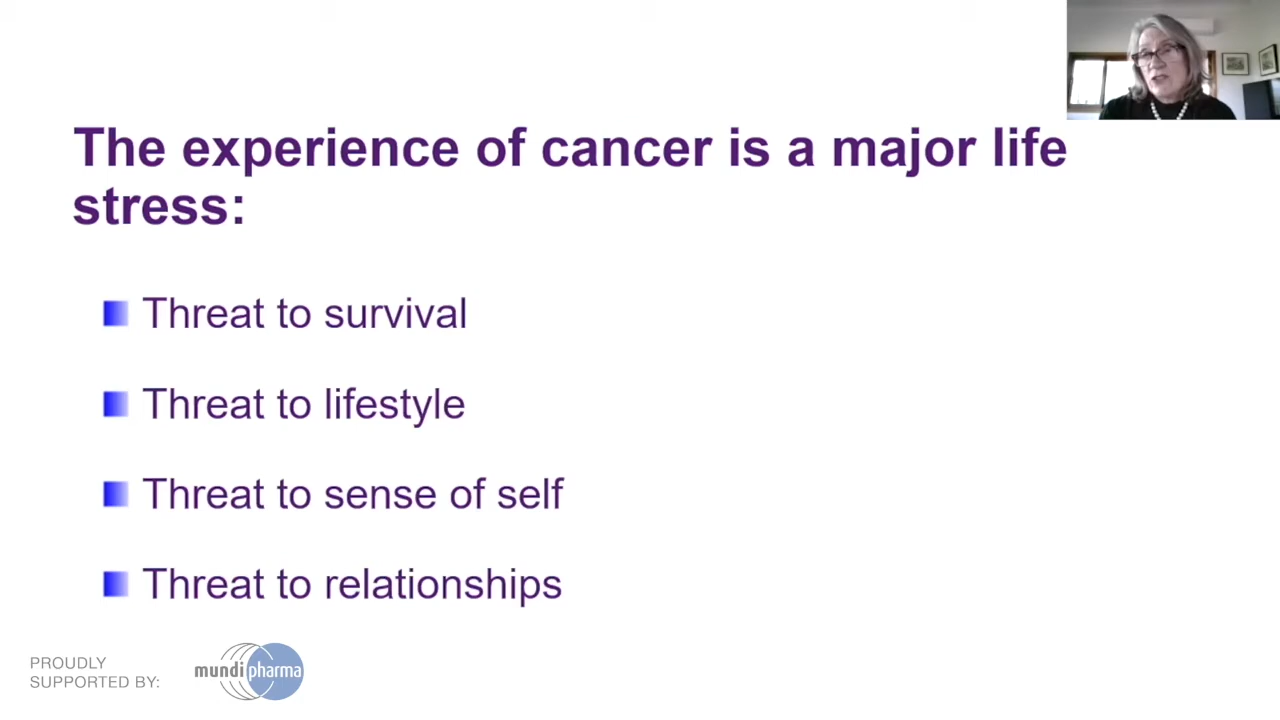 The experience of cancer is a major life
stress:
Threat to survival
Threat to lifestyle
Threat to sense of self
Threat to relationships
PROUDLY
SUPPORTED BY:
mundipharma